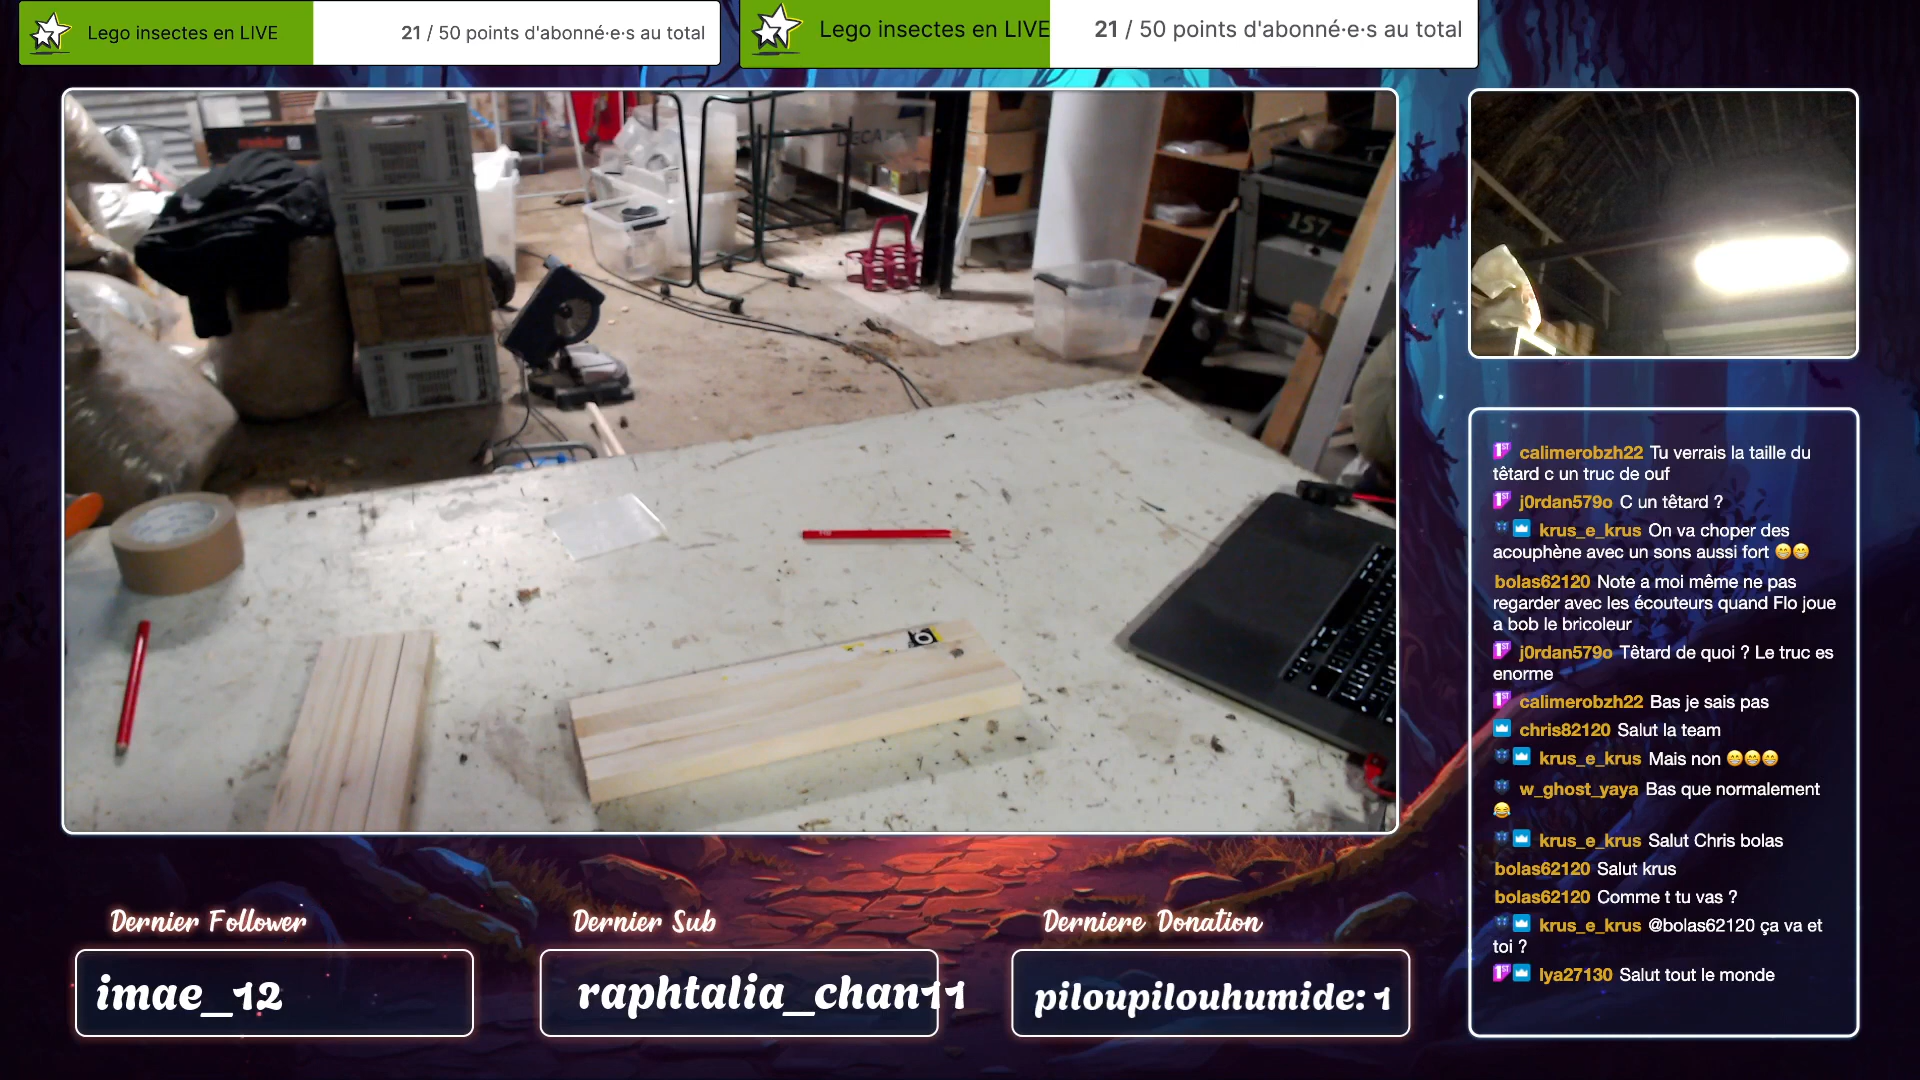 Lego insectes en LIVE
21 / 50 points d'abonné·e·s au total
Lego insectes en LIVE
21 / 50 points d'abonné·e·s au total
157
calimerobzh22 Tu verrais la taille du
têtard c un truc de ouf
j0rdan579o C un têtard ?
krus_e_krus On va choper des
acouphène avec un sons aussi fort 😁😁
bolas62120 Note a moi même ne pas
regarder avec les écouteurs quand Flo joue
a bob le bricoleur
j0rdan579o Têtard de quoi ? Le truc es
enorme
calimerobzh22 Bas je sais pas
chris82120 Salut la team
krus_e_krus Mais non 😁😁😁
w_ghost_yaya Bas que normalement
😂
krus_e_krus Salut Chris bolas
bolas62120 Salut krus
bolas62120 Comme t tu vas ?
krus_e_krus @bolas62120 ça va et
toi ?
lya27130 Salut tout le monde
Dernier Follower
imae_12
Dernier Sub
raphtalia_chan11
Derniere Donation
piloupilouhumide: 1